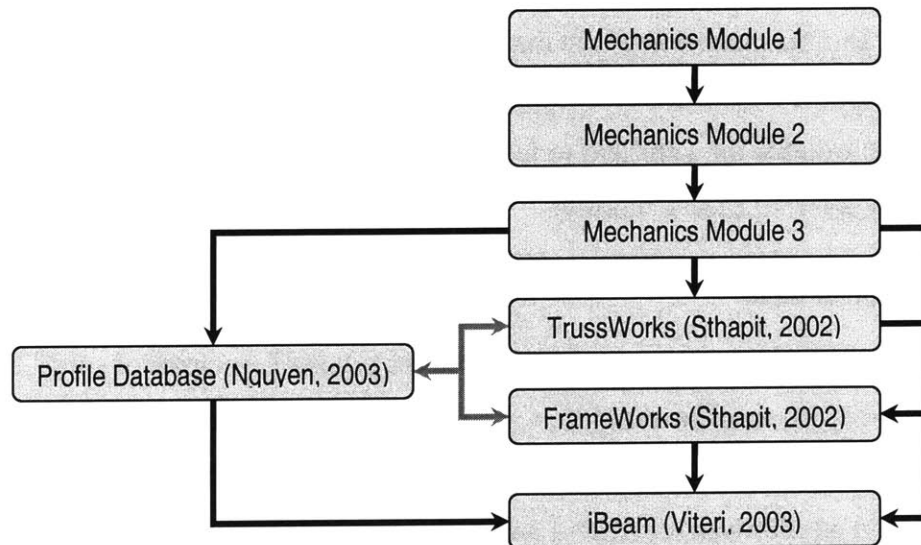 Mechanics Module 1
Mechanics Module 2
Mechanics Module 3
TrussWorks (Sthapit, 2002)
Profile Database (Nguyen, 2003)
FrameWorks (Sthapit, 2002)
iBeam (Viteri, 2003)